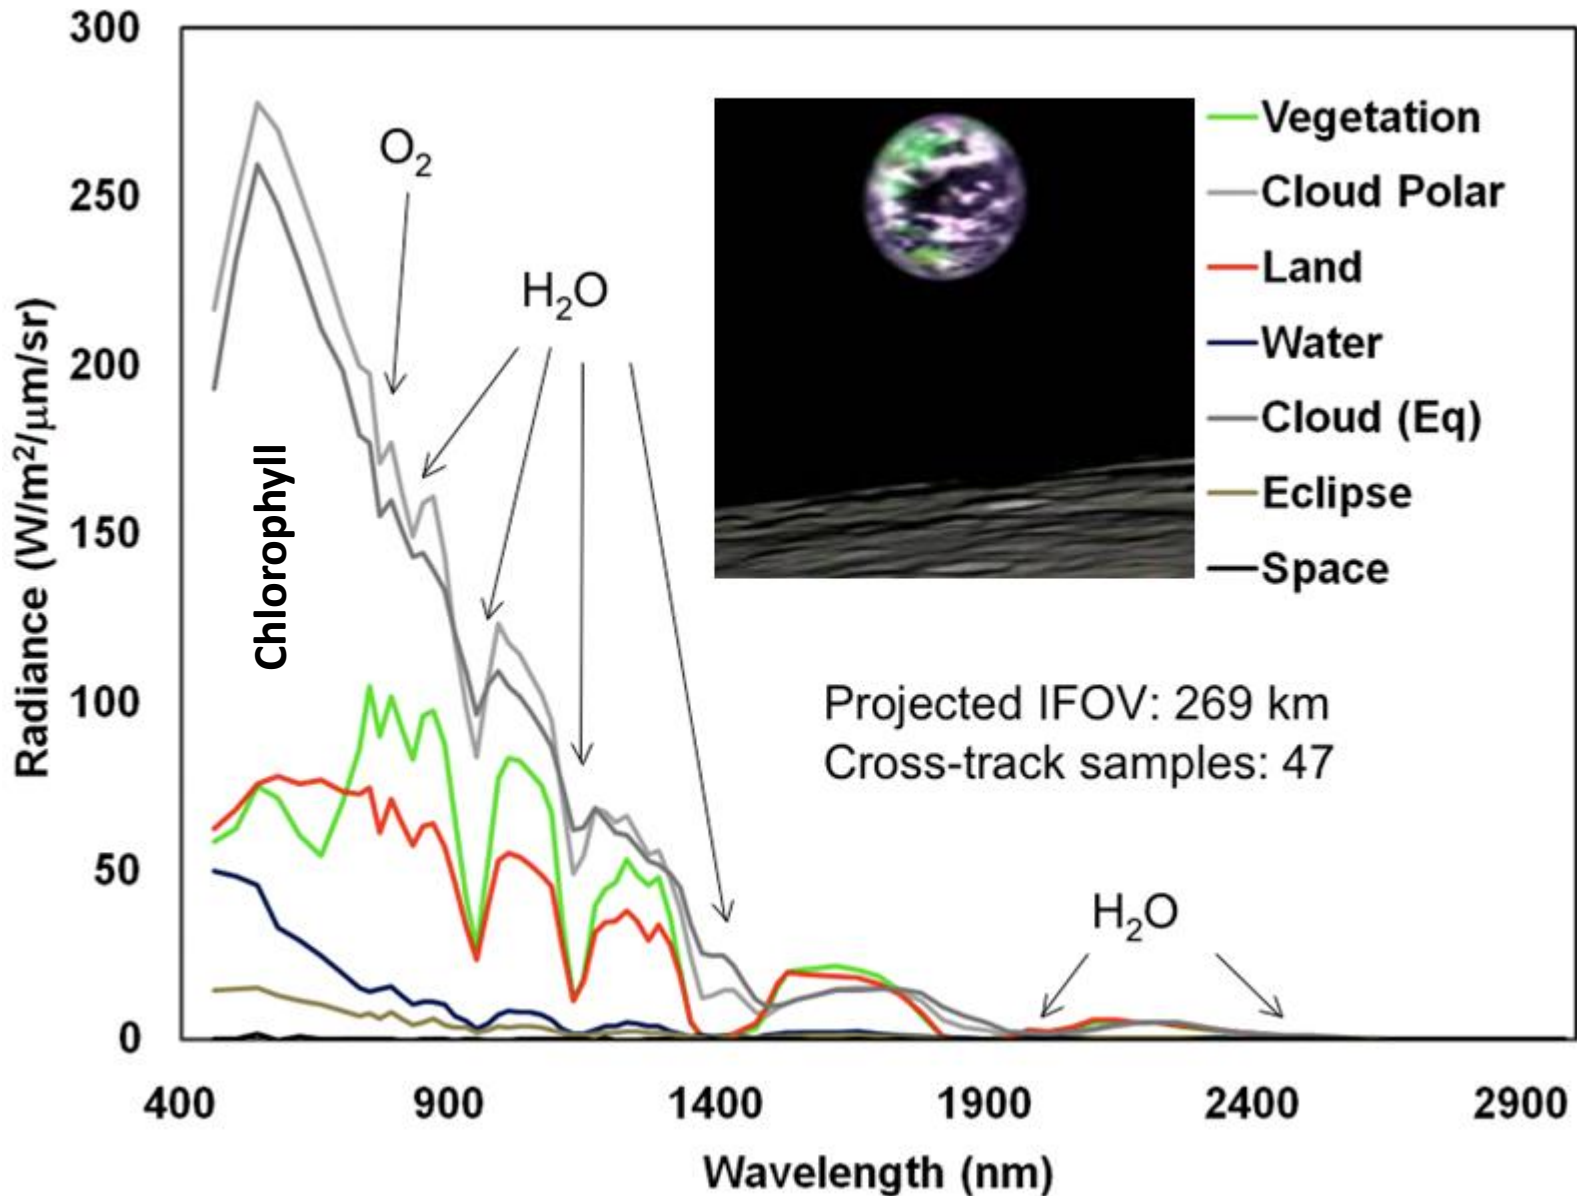 300
250
200
150
100
50
0
Radiance (W/m²/μm/sr)
O₂
H₂O
Chlorophyll
Vegetation
Cloud Polar
Land
Water
Cloud (Eq)
Eclipse
Space
Projected IFOV: 269 km
Cross-track samples: 47
H₂O
400 900 1400 1900 2400 2900
Wavelength (nm)